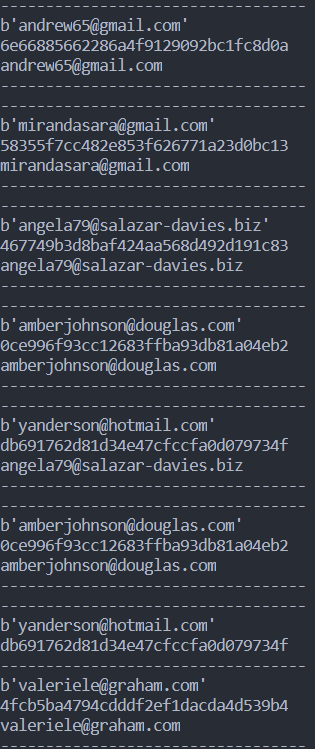 ----------------------------------
b'andrew65@gmail.com'
6e66885662286a4f9129092bc1fc8d0a
andrew65@gmail.com
----------------------------------
----------------------------------
b'mirandasara@gmail.com'
58355f7cc482e853f626771a23d0bc13
mirandasara@gmail.com
----------------------------------
----------------------------------
b'angela79@salazar-davies.biz'
467749b3d8baf424aa568d492d191c83
angela79@salazar-davies.biz
----------------------------------
----------------------------------
b'amberjohnson@douglas.com'
0ce996f93cc12683ffba93db81a04eb2
amberjohnson@douglas.com
----------------------------------
----------------------------------
b'yanderson@hotmail.com'
db691762d81d34e47cfccfa0d079734f
angela79@salazar-davies.biz
----------------------------------
----------------------------------
b'amberjohnson@douglas.com'
0ce996f93cc12683ffba93db81a04eb2
amberjohnson@douglas.com
----------------------------------
----------------------------------
b'yanderson@hotmail.com'
db691762d81d34e47cfccfa0d079734f
----------------------------------
b'valeriele@graham.com'
4fcb5ba4794cdddf2ef1dacda4d539b4
valeriele@graham.com
----------------------------------